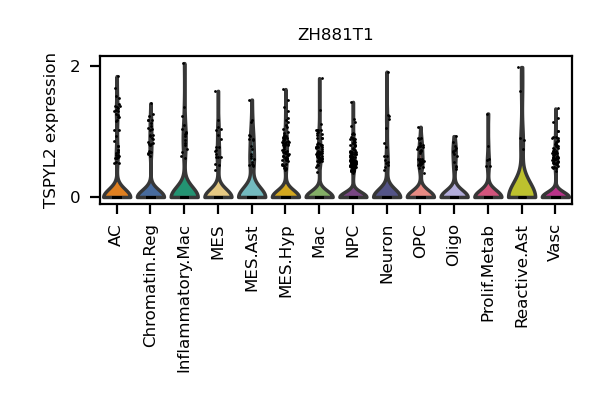 ZH881T1
TSPYL2 expression
2
0
AC
Chromatin.Reg
Inflammatory.Mac
MES
MES.Ast
MES.Hyp
Mac
NPC
Neuron
OPC
Oligo
Prolif.Metab
Reactive.Ast
Vasc